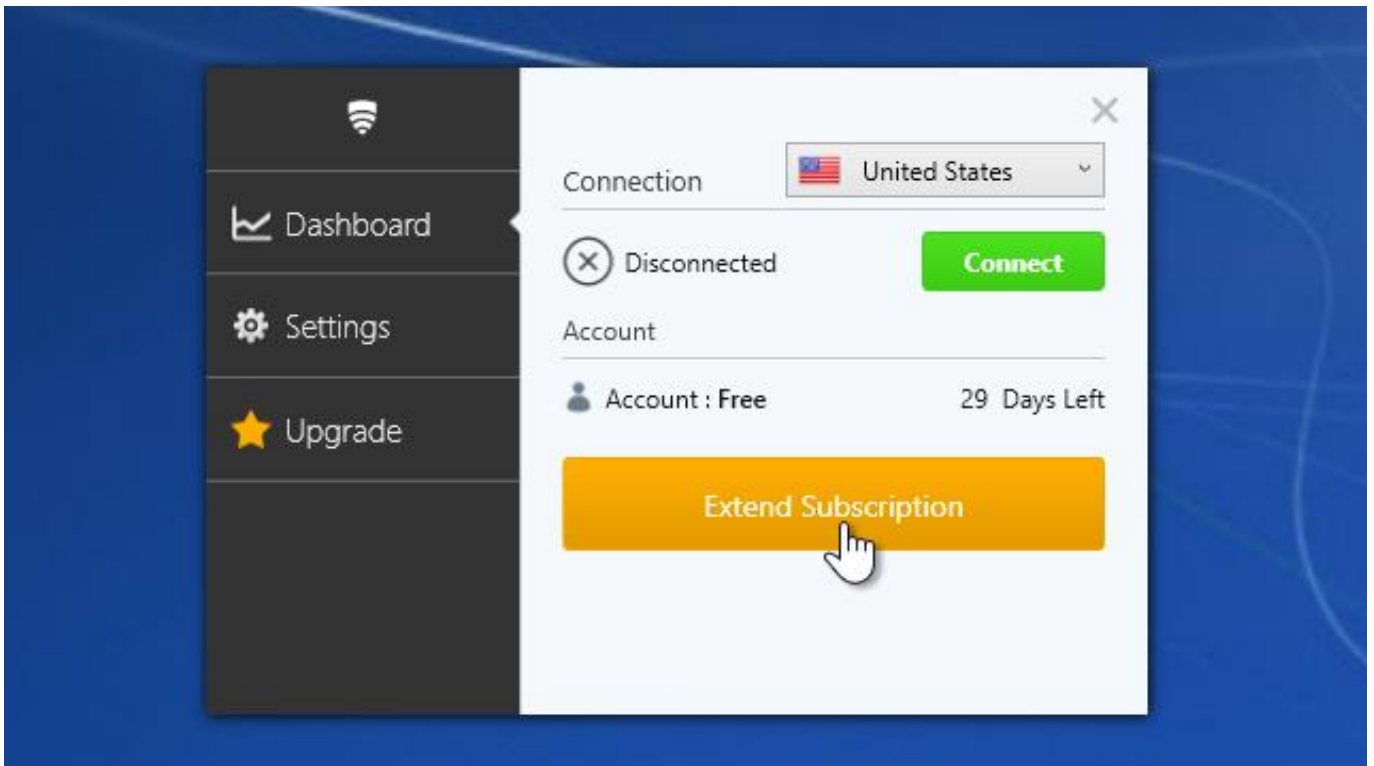 Connection
United States
Dashboard
Disconnected
Connect
Settings
Account
Account : Free
29 Days Left
Upgrade
Extend Subscription